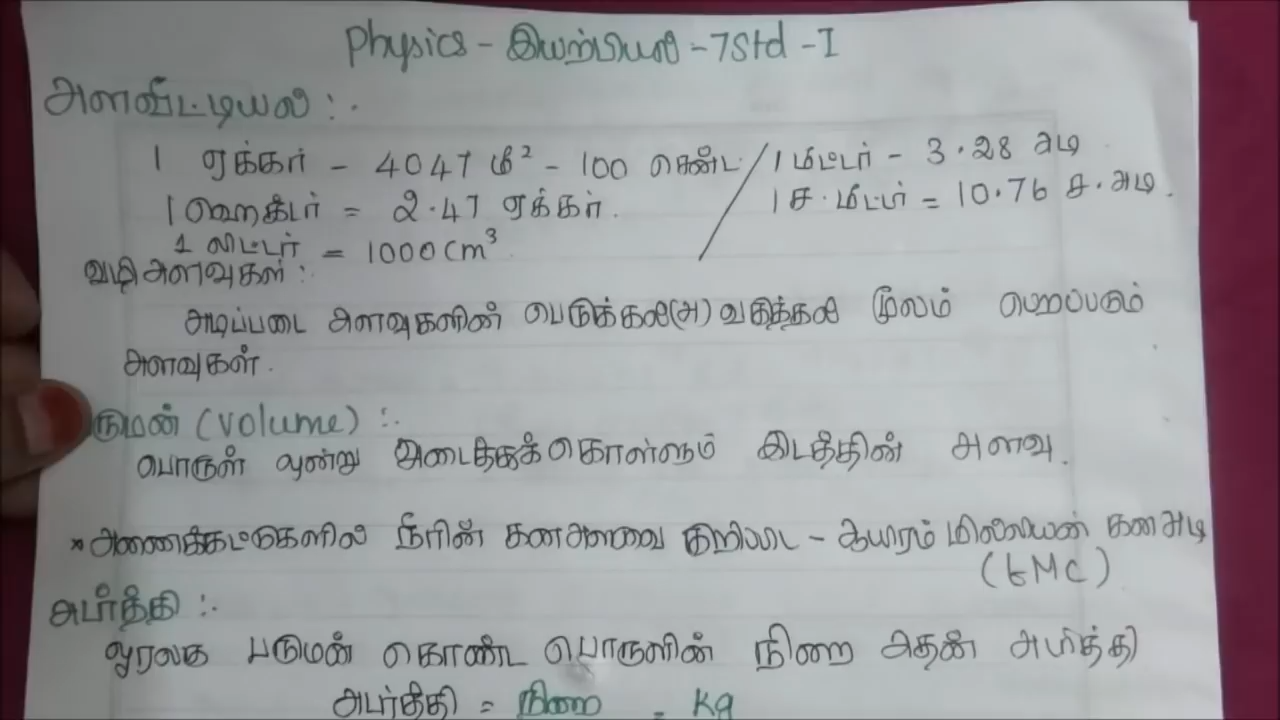 Physics - இயற்பியல் - 7Std - I
அளவீட்டியல் :-
1 ஏக்கர் - 4047 மீ² - 100 செண்ட் / 1 மீட்டர் - 3.28 அடி
1 ஹெக்டர் = 2.47 ஏக்கர். / 1 ச.மீட்டர் = 10.76 ச.அடி.
1 லிட்டர் = 1000 cm³
வழி அளவுகள் :
அடிப்படை அளவுகளின் பெருக்கல் (அ) வகுத்தல் மூலம் பெறப்படும்
அளவுகள்.
பருமன் (Volume) :-
பொருள் ஒன்று அடைத்துக்கொள்ளும் இடத்தின் அளவு.
* அணைக்கட்டுகளில் நீரின் கனஅளவை குறிப்பிட - ஆயிரம் மில்லியன் கனஅடி
(tMC)
அடர்த்தி :-
ஓரலகு பருமன் கொண்ட பொருளின் நிறை அதன் அடர்த்தி
அடர்த்தி = நிறை = Kg